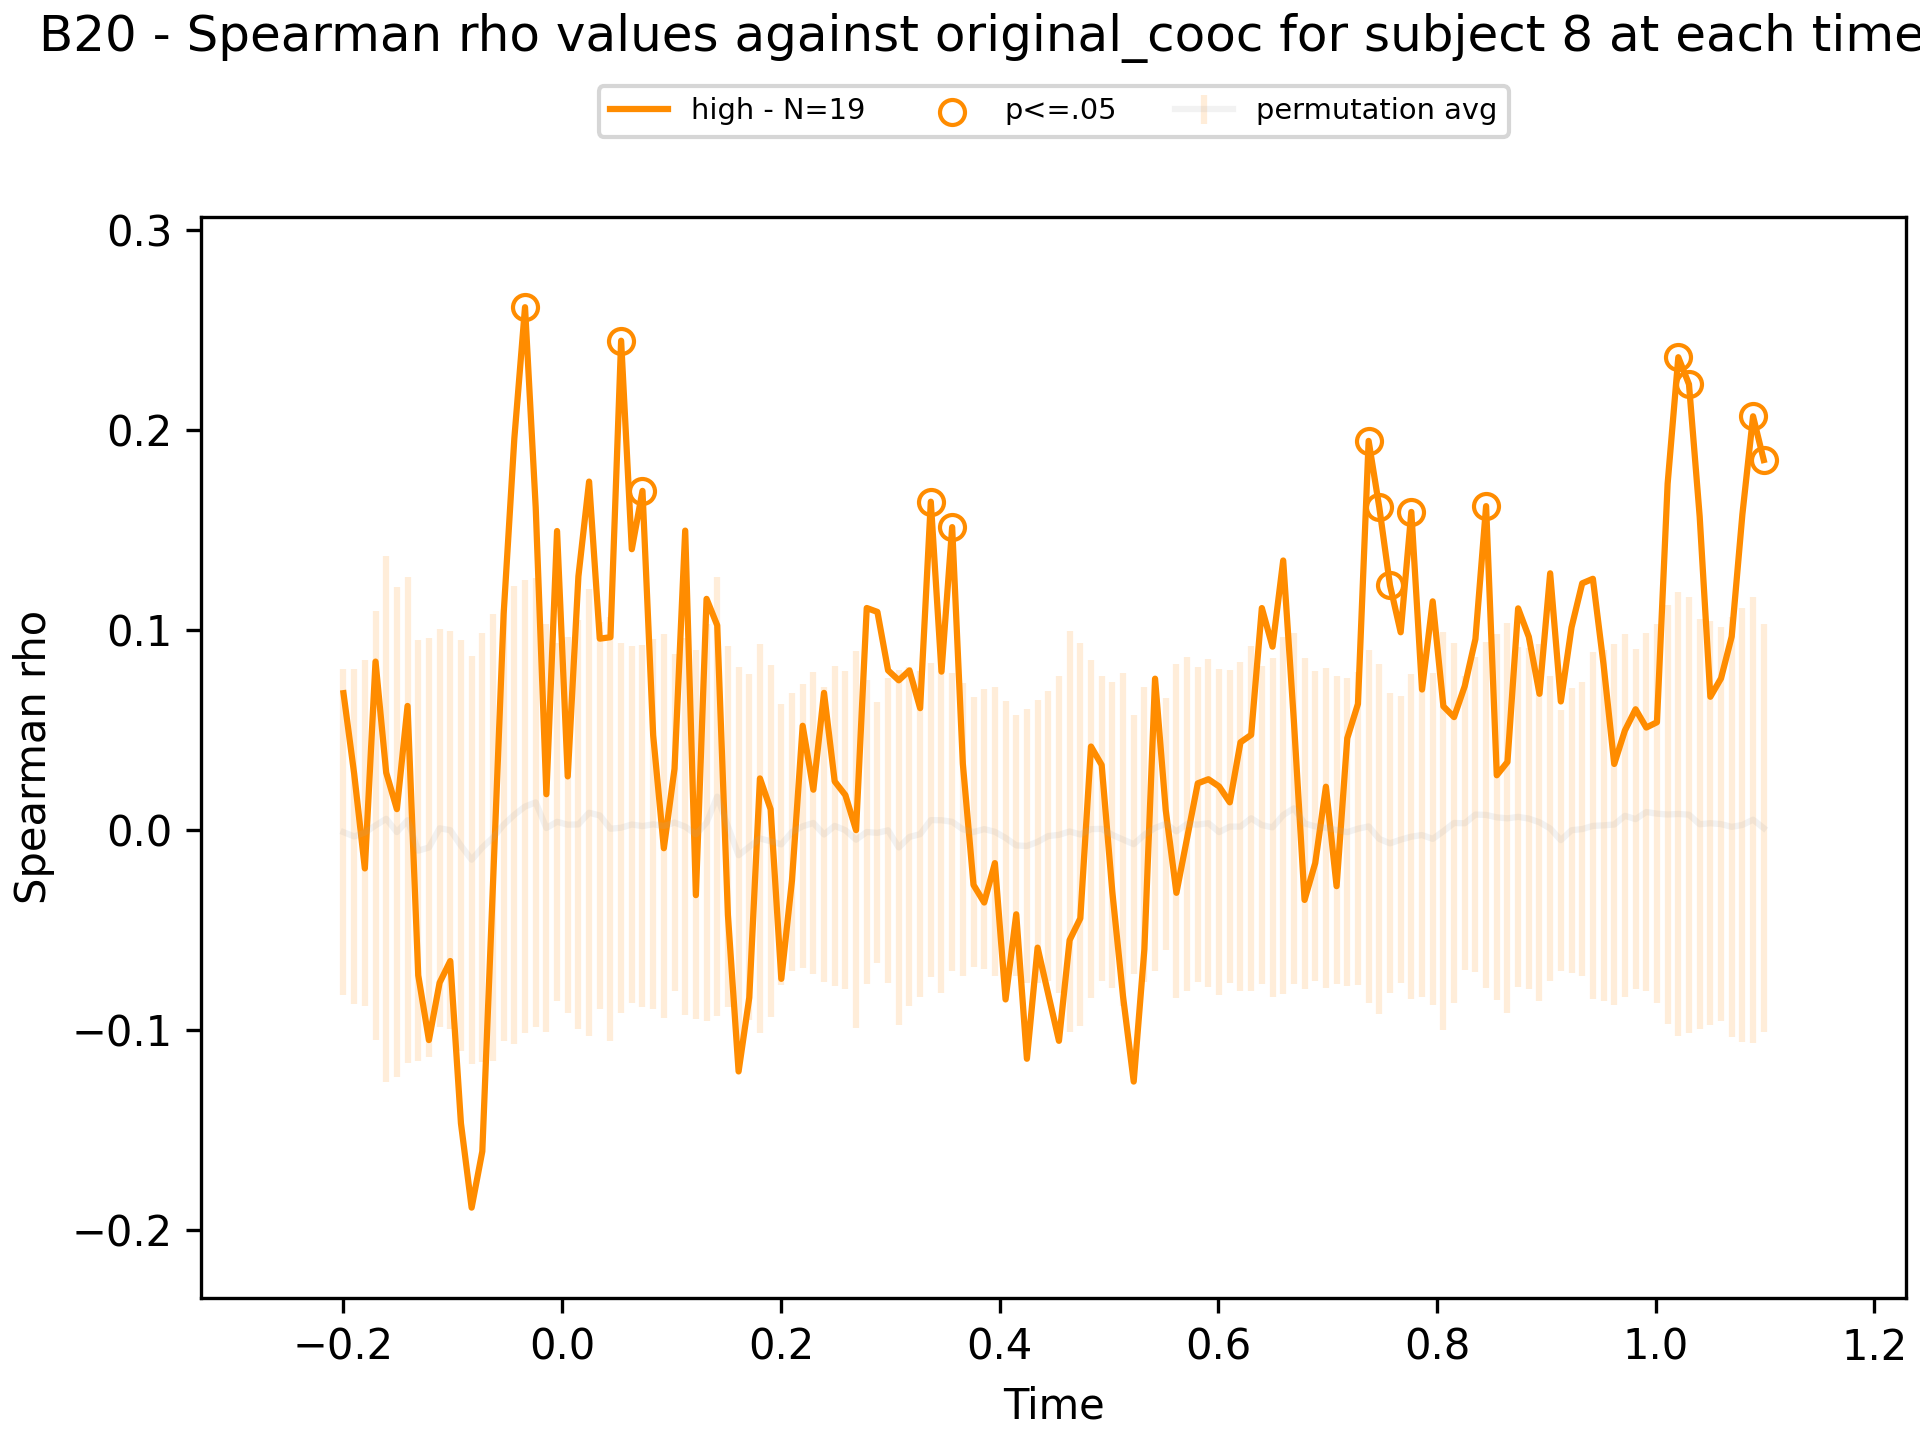 B20 - Spearman rho values against original_cooc for subject 8 at each time
high - N=19 p<=.05 permutation avg
0.3
0.2
0.1
0.0
−0.1
−0.2
Spearman rho
−0.2 0.0 0.2 0.4 0.6 0.8 1.0 1.2
Time